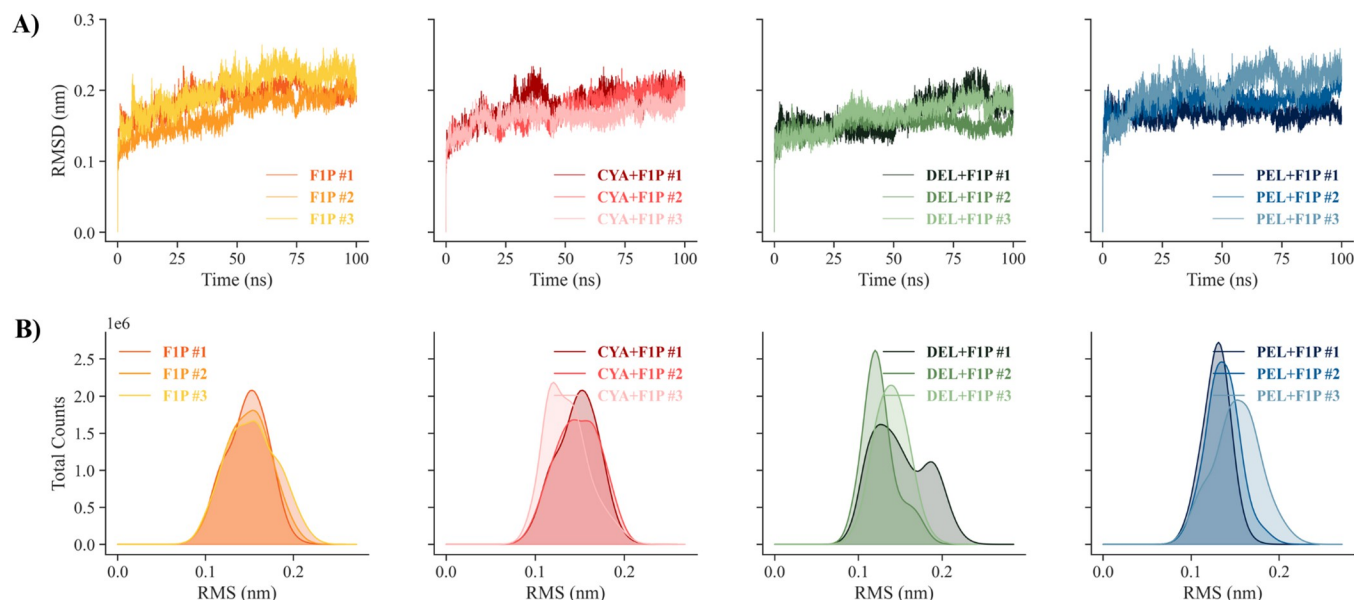 A)
RMSD (nm)
0.3
0.2
0.1
0.0
F1P #1
F1P #2
F1P #3
0 25 50 75 100
Time (ns)
CYA+F1P #1
CYA+F1P #2
CYA+F1P #3
0 25 50 75 100
Time (ns)
DEL+F1P #1
DEL+F1P #2
DEL+F1P #3
0 25 50 75 100
Time (ns)
PEL+F1P #1
PEL+F1P #2
PEL+F1P #3
0 25 50 75 100
Time (ns)
B)
1e6
Total Counts
2.5
2.0
1.5
1.0
0.5
0.0
F1P #1
F1P #2
F1P #3
0.0 0.1 0.2
RMS (nm)
CYA+F1P #1
CYA+F1P #2
CYA+F1P #3
0.0 0.1 0.2
RMS (nm)
DEL+F1P #1
DEL+F1P #2
DEL+F1P #3
0.0 0.1 0.2
RMS (nm)
PEL+F1P #1
PEL+F1P #2
PEL+F1P #3
0.0 0.1 0.2
RMS (nm)